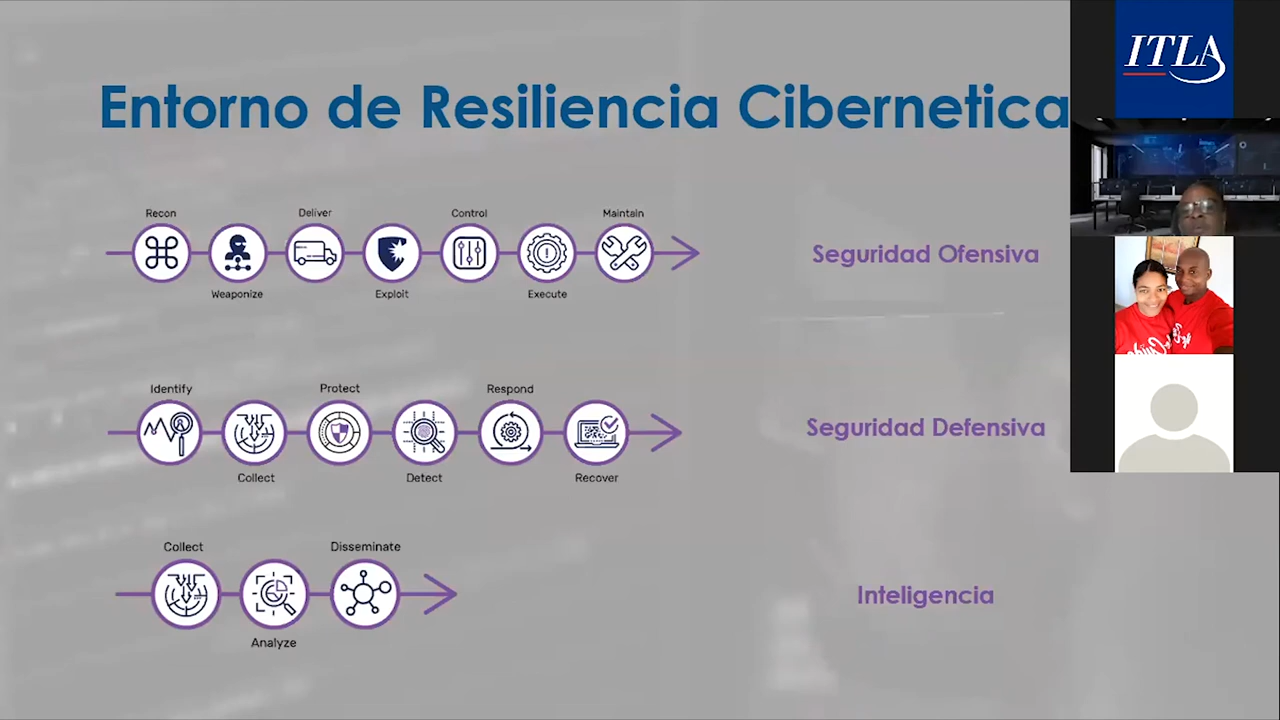 Entorno de Resiliencia Cibernetica
ITLA
Recon
Deliver
Control
Maintain
Weaponize
Exploit
Execute
Seguridad Ofensiva
Identify
Protect
Respond
Collect
Detect
Recover
Seguridad Defensiva
Collect
Disseminate
Analyze
Inteligencia